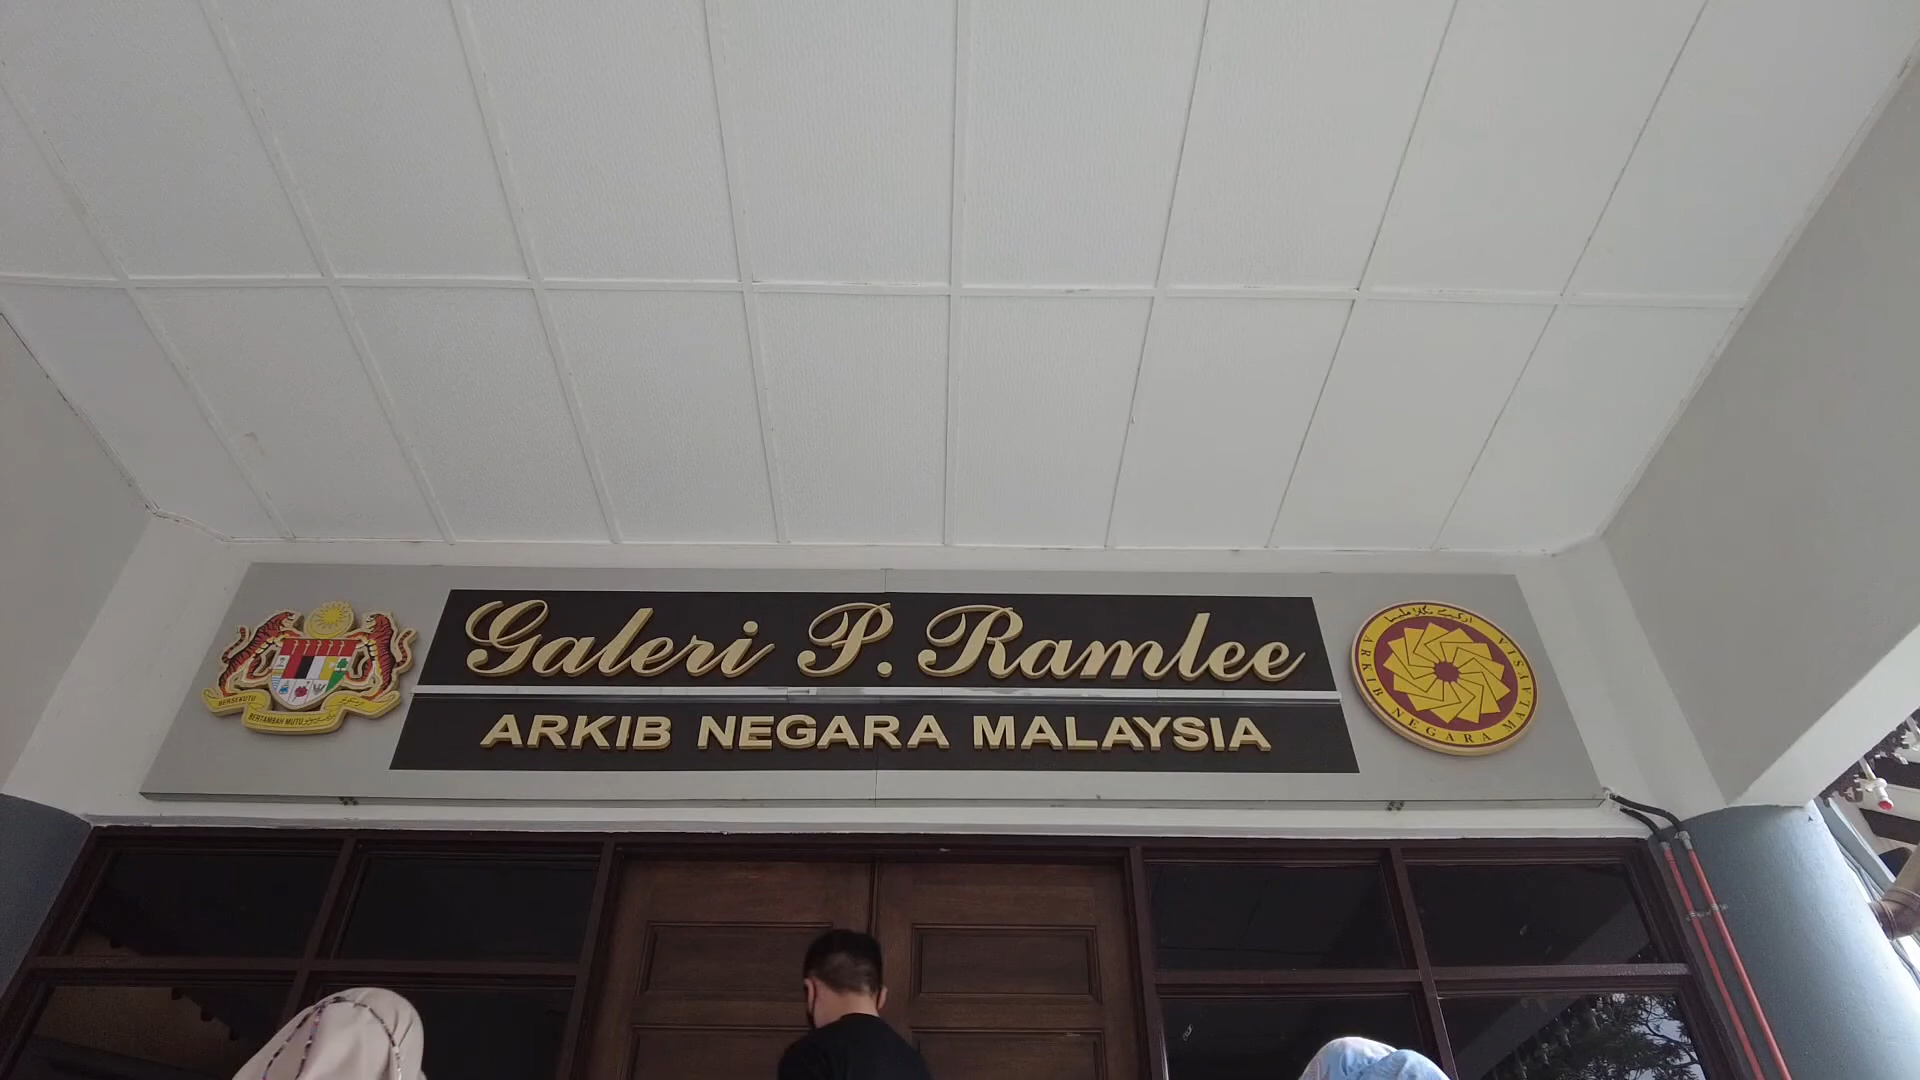 Galeri P. Ramlee
ARKIB NEGARA MALAYSIA
BERSEKUTU
BERTAMBAH MUTU
ARKIB NEGARA MALAYSIA